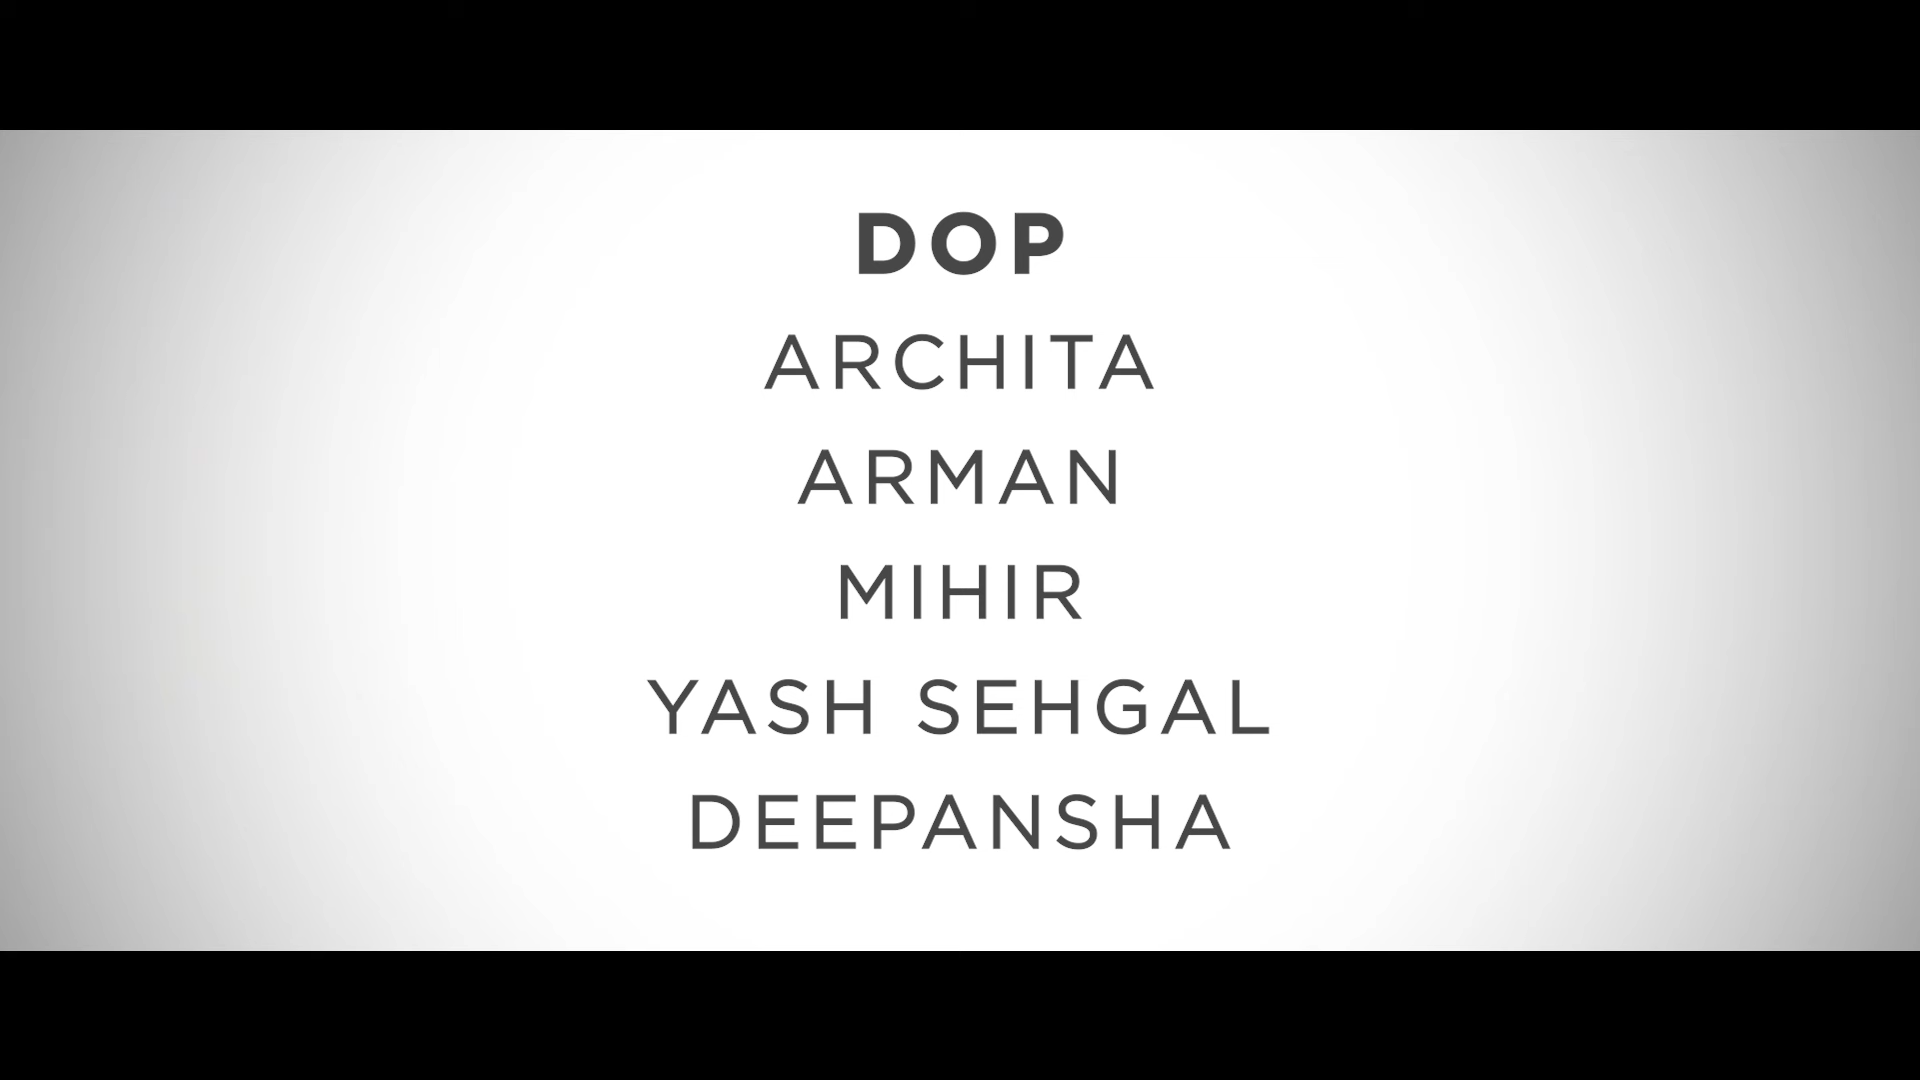 DOP
ARCHITA
ARMAN
MIHIR
YASH SEHGAL
DEEPANSHA